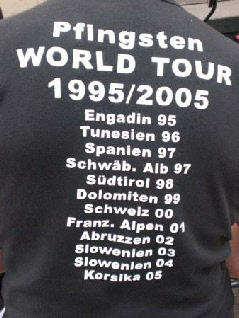 Pfingsten
WORLD TOUR
1995/2005
Engadin 95
Tunesien 96
Spanien 97
Schwäb. Alb 97
Südtirol 98
Dolomiten 99
Schweiz 00
Franz. Alpen 01
Abruzzen 02
Slowenien 03
Slowenien 04
Korsika 05